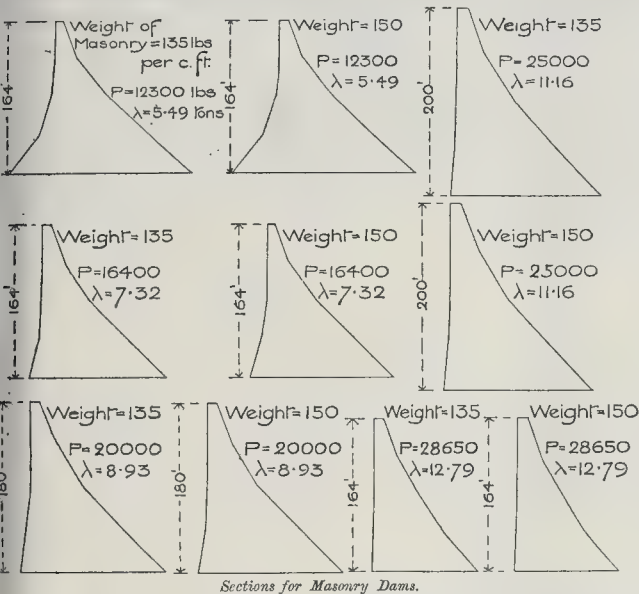 Weight of
Masonry=135 lbs
per c.ft.
P=12300 lbs
λ=5·49 Tons
164'
Weight=150
P=12300
λ=5·49
164'
Weight=135
P=25000
λ=11·16
200'
Weight=135
P=16400
λ=7·32
164'
Weight=150
P=16400
λ=7·32
164'
Weight=150
P=25000
λ=11·16
200'
Weight=135
P=20000
λ=8·93
180'
Weight=150
P=20000
λ=8·93
180'
Weight=135
P=28650
λ=12·79
164'
Weight=150
P=28650
λ=12·79
164'
Sections for Masonry Dams.